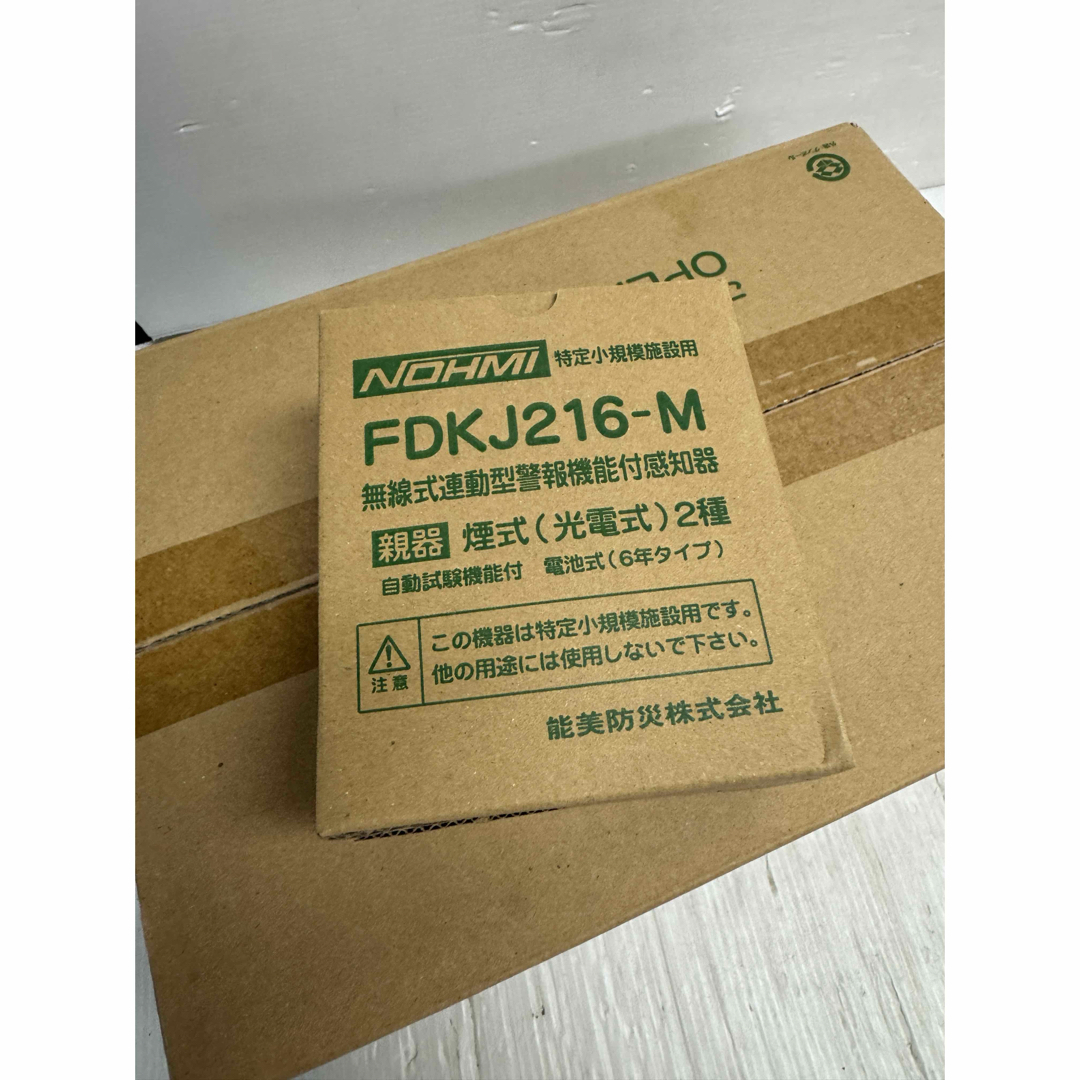 OPE
NOHMI 特定小規模施設用
FDKJ216-M
無線式連動型警報機能付感知器
親器 煙式(光電式)2種
自動試験機能付 電池式(6年タイプ)
注意
この機器は特定小規模施設用です。
他の用途には使用しないで下さい。
能美防災株式会社